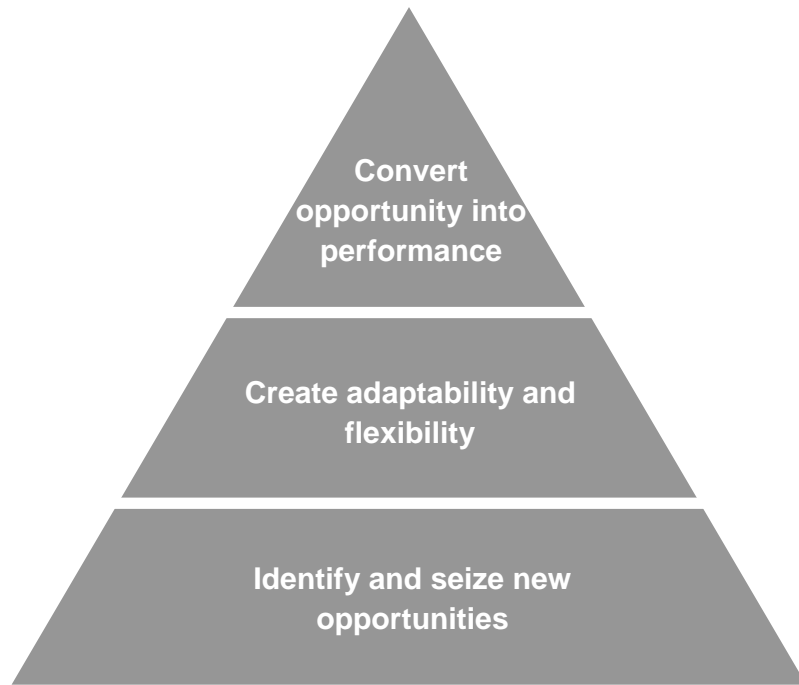 Convert
opportunity into
performance
Create adaptability and
flexibility
Identify and seize new
opportunities